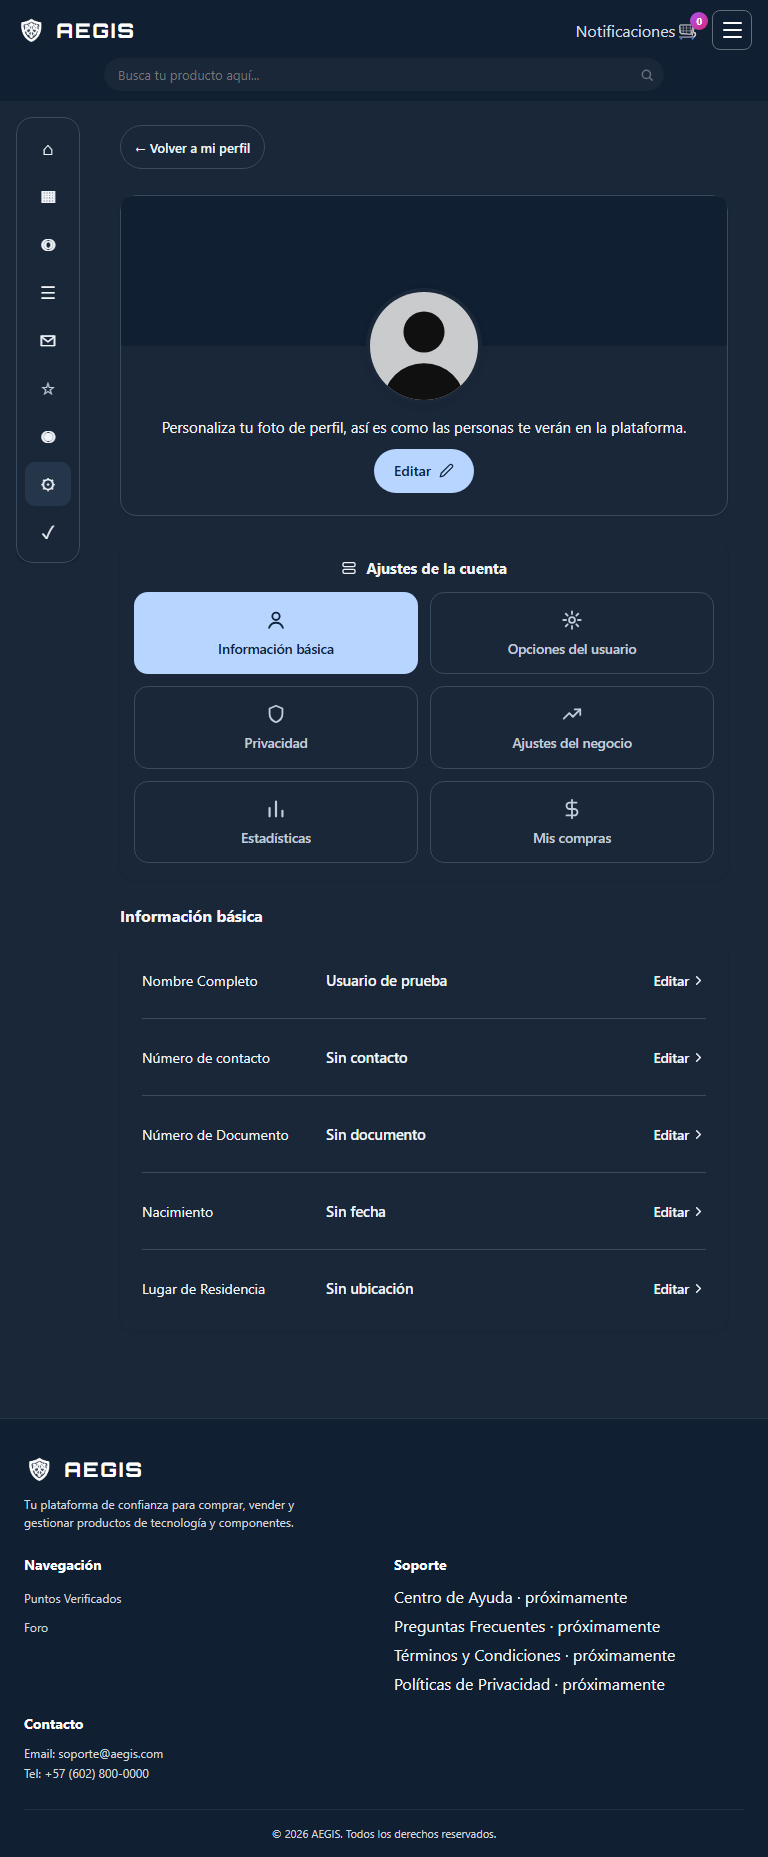 AEGIS
Notificaciones
0
Busca tu producto aquí...
← Volver a mi perfil
Personaliza tu foto de perfil, así es como las personas te verán en la plataforma.
Editar
Ajustes de la cuenta
Información básica
Opciones del usuario
Privacidad
Ajustes del negocio
Estadísticas
Mis compras
Información básica
Nombre Completo Usuario de prueba Editar
Número de contacto Sin contacto Editar
Número de Documento Sin documento Editar
Nacimiento Sin fecha Editar
Lugar de Residencia Sin ubicación Editar
AEGIS
Tu plataforma de confianza para comprar, vender y
gestionar productos de tecnología y componentes.
Navegación
Puntos Verificados
Foro
Soporte
Centro de Ayuda · próximamente
Preguntas Frecuentes · próximamente
Términos y Condiciones · próximamente
Políticas de Privacidad · próximamente
Contacto
Email: soporte@aegis.com
Tel: +57 (602) 800-0000
© 2026 AEGIS. Todos los derechos reservados.